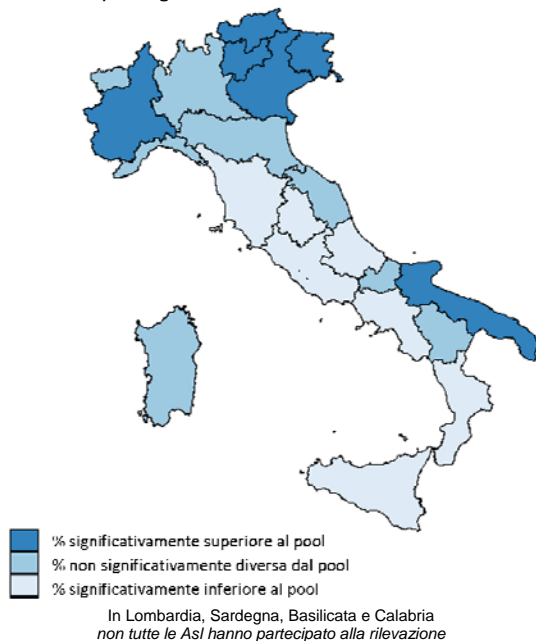 % significativamente superiore al pool
% non significativamente diversa dal pool
% significativamente inferiore al pool
In Lombardia, Sardegna, Basilicata e Calabria
non tutte le Asl hanno partecipato alla rilevazione